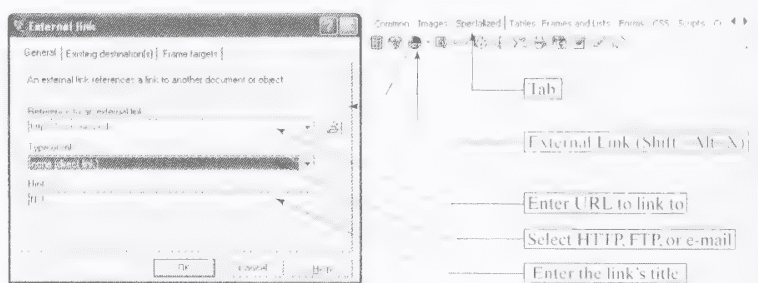 External link
General Existing destination(s) Frame targets
An external link references a link to another document or object
Reference to an external link
Type of link
Hint
OK Cancel Help
Common Images Specialized Tables Frames and Lists Forms CSS Scripts
Tab
External Link (Shift Alt X)
Enter URL to link to
Select HTTP, FTP, or e-mail
Enter the link's title